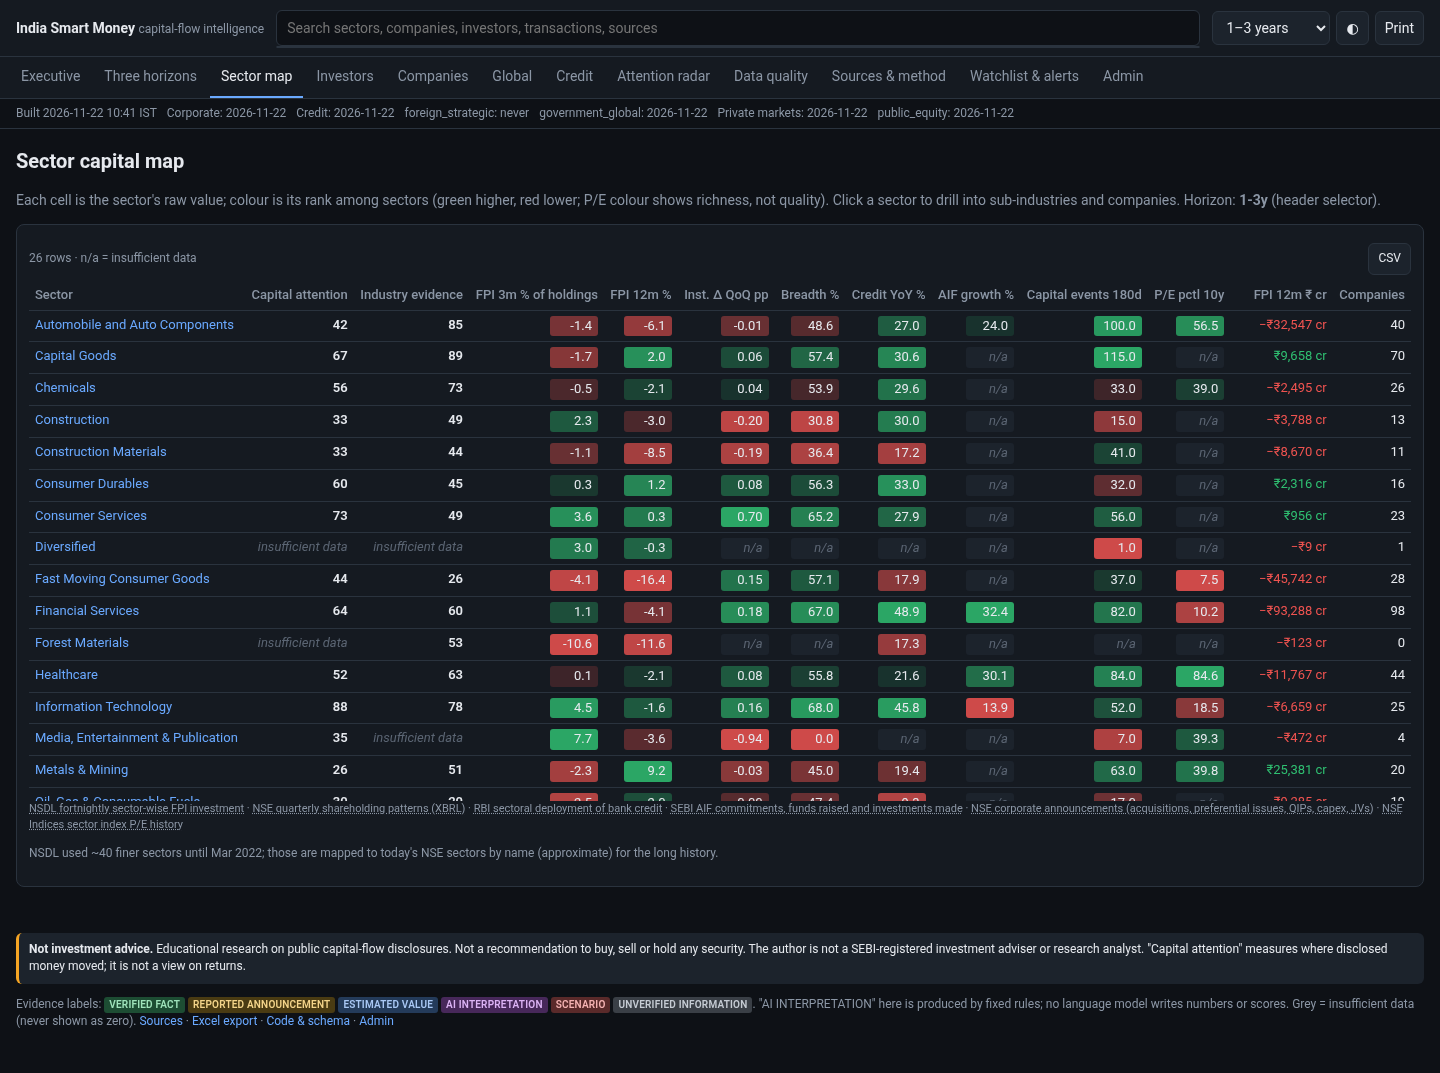 India Smart Money capital-flow intelligence
Search sectors, companies, investors, transactions, sources
1–3 years
Print
Executive Three horizons Sector map Investors Companies Global Credit Attention radar Data quality Sources & method Watchlist & alerts Admin
Built 2026-11-22 10:41 IST Corporate: 2026-11-22 Credit: 2026-11-22 foreign_strategic: never government_global: 2026-11-22 Private markets: 2026-11-22 public_equity: 2026-11-22
Sector capital map
Each cell is the sector's raw value; colour is its rank among sectors (green higher, red lower; P/E colour shows richness, not quality). Click a sector to drill into sub-industries and companies. Horizon: 1-3y (header selector).
26 rows · n/a = insufficient data
CSV
Sector Capital attention Industry evidence FPI 3m % of holdings FPI 12m % Inst. Δ QoQ pp Breadth % Credit YoY % AIF growth % Capital events 180d P/E pctl 10y FPI 12m ₹ cr Companies
Automobile and Auto Components 42 85 -1.4 -6.1 -0.01 48.6 27.0 24.0 100.0 56.5 −₹32,547 cr 40
Capital Goods 67 89 -1.7 2.0 0.06 57.4 30.6 n/a 115.0 n/a ₹9,658 cr 70
Chemicals 56 73 -0.5 -2.1 0.04 53.9 29.6 n/a 33.0 39.0 −₹2,495 cr 26
Construction 33 49 2.3 -3.0 -0.20 30.8 30.0 n/a 15.0 n/a −₹3,788 cr 13
Construction Materials 33 44 -1.1 -8.5 -0.19 36.4 17.2 n/a 41.0 n/a −₹8,670 cr 11
Consumer Durables 60 45 0.3 1.2 0.08 56.3 33.0 n/a 32.0 n/a ₹2,316 cr 16
Consumer Services 73 49 3.6 0.3 0.70 65.2 27.9 n/a 56.0 n/a ₹956 cr 23
Diversified insufficient data insufficient data 3.0 -0.3 n/a n/a n/a n/a 1.0 n/a −₹9 cr 1
Fast Moving Consumer Goods 44 26 -4.1 -16.4 0.15 57.1 17.9 n/a 37.0 7.5 −₹45,742 cr 28
Financial Services 64 60 1.1 -4.1 0.18 67.0 48.9 32.4 82.0 10.2 −₹93,288 cr 98
Forest Materials insufficient data 53 -10.6 -11.6 n/a n/a 17.3 n/a n/a n/a −₹123 cr 0
Healthcare 52 63 0.1 -2.1 0.08 55.8 21.6 30.1 84.0 84.6 −₹11,767 cr 44
Information Technology 88 78 4.5 -1.6 0.16 68.0 45.8 13.9 52.0 18.5 −₹6,659 cr 25
Media, Entertainment & Publication 35 insufficient data 7.7 -3.6 -0.94 0.0 n/a n/a 7.0 39.3 −₹472 cr 4
Metals & Mining 26 51 -2.3 9.2 -0.03 45.0 19.4 n/a 63.0 39.8 ₹25,381 cr 20
Oil, Gas & Consumable Fuels
NSDL fortnightly sector-wise FPI investment · NSE quarterly shareholding patterns (XBRL) · RBI sectoral deployment of bank credit · SEBI AIF commitments, funds raised and investments made · NSE corporate announcements (acquisitions, preferential issues, QIPs, capex, JVs) · NSE
Indices sector index P/E history
NSDL used ~40 finer sectors until Mar 2022; those are mapped to today's NSE sectors by name (approximate) for the long history.
Not investment advice. Educational research on public capital-flow disclosures. Not a recommendation to buy, sell or hold any security. The author is not a SEBI-registered investment adviser or research analyst. "Capital attention" measures where disclosed
money moved; it is not a view on returns.
Evidence labels: VERIFIED FACT REPORTED ANNOUNCEMENT ESTIMATED VALUE AI INTERPRETATION SCENARIO UNVERIFIED INFORMATION. "AI INTERPRETATION" here is produced by fixed rules; no language model writes numbers or scores. Grey = insufficient data
(never shown as zero). Sources · Excel export · Code & schema · Admin